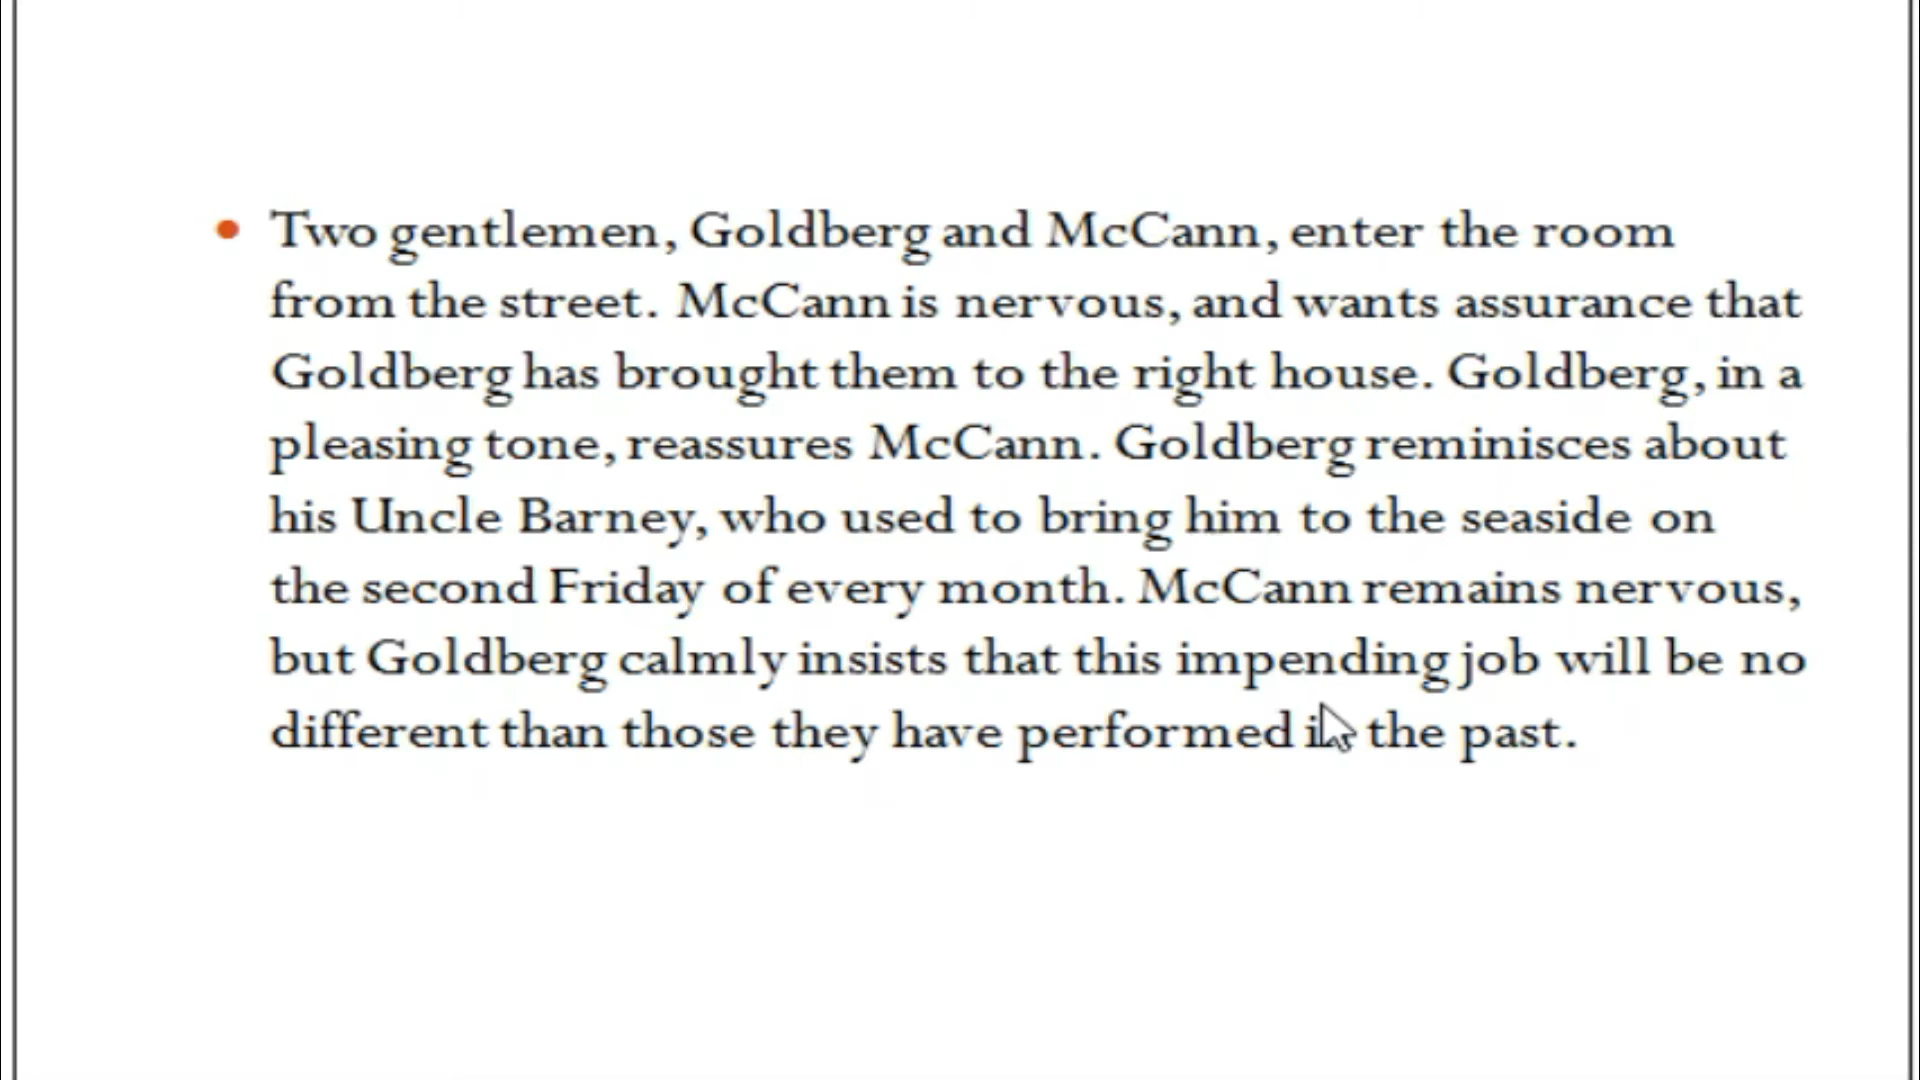 • Two gentlemen, Goldberg and McCann, enter the room
from the street. McCann is nervous, and wants assurance that
Goldberg has brought them to the right house. Goldberg, in a
pleasing tone, reassures McCann. Goldberg reminisces about
his Uncle Barney, who used to bring him to the seaside on
the second Friday of every month. McCann remains nervous,
but Goldberg calmly insists that this impending job will be no
different than those they have performed in the past.